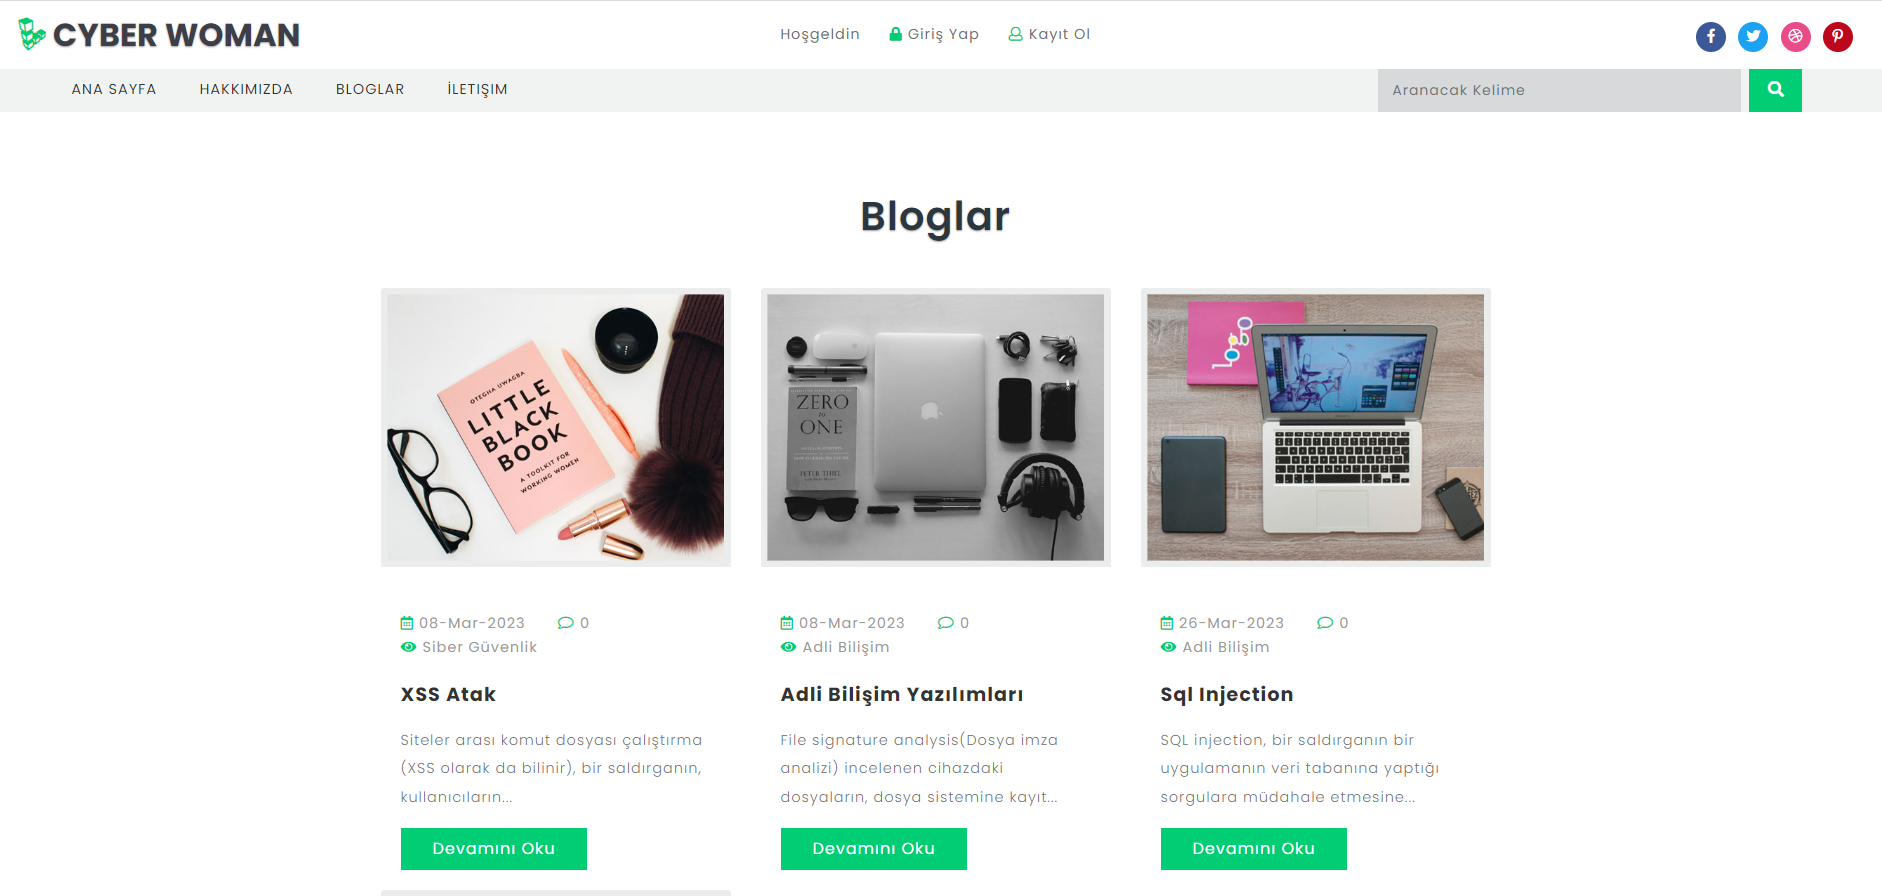 CYBER WOMAN
Hoşgeldin
Giriş Yap
Kayıt Ol
ANA SAYFA
HAKKIMIZDA
BLOGLAR
İLETIŞIM
Aranacak Kelime
Bloglar
OTEGHA UWAGBA
LITTLE
BLACK
BOOK
A TOOLKIT FOR
WORKING WOMEN
ZERO
to
ONE
PETER THIEL
08-Mar-2023
0
Siber Güvenlik
XSS Atak
Siteler arası komut dosyası çalıştırma
(XSS olarak da bilinir), bir saldırganın,
kullanıcıların...
Devamını Oku
08-Mar-2023
0
Adli Bilişim
Adli Bilişim Yazılımları
File signature analysis(Dosya imza
analizi) incelenen cihazdaki
dosyaların, dosya sistemine kayıt...
Devamını Oku
26-Mar-2023
0
Adli Bilişim
Sql Injection
SQL injection, bir saldırganın bir
uygulamanın veri tabanına yaptığı
sorgulara müdahale etmesine...
Devamını Oku